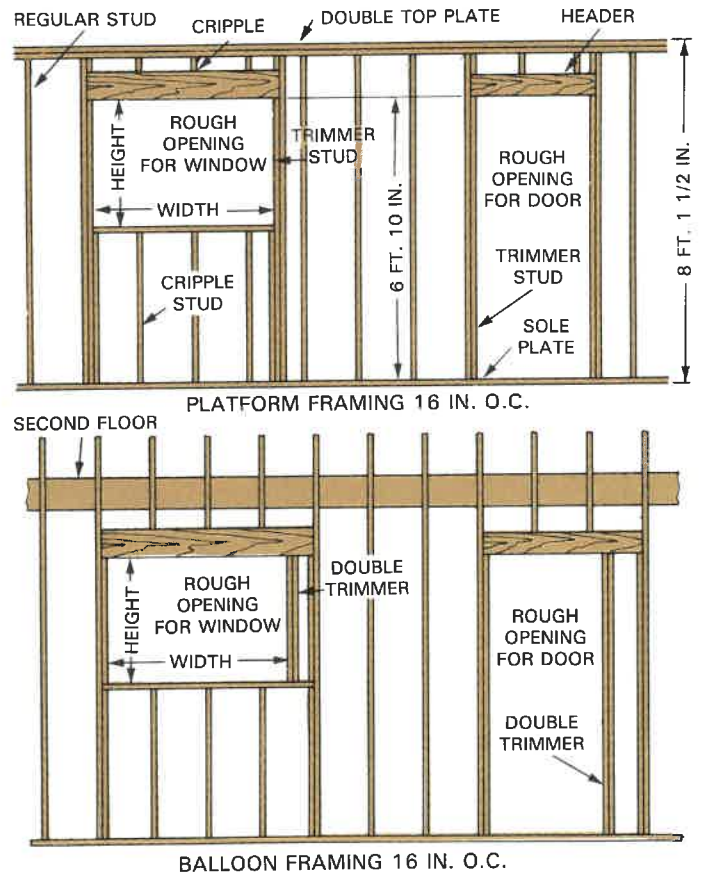 REGULAR STUD
CRIPPLE
DOUBLE TOP PLATE
HEADER
HEIGHT
ROUGH
OPENING
FOR WINDOW
TRIMMER
STUD
WIDTH
6 FT. 10 IN.
ROUGH
OPENING
FOR DOOR
8 FT. 1 1/2 IN.
CRIPPLE
STUD
TRIMMER
STUD
SOLE
PLATE
PLATFORM FRAMING 16 IN. O.C.
SECOND FLOOR
HEIGHT
ROUGH
OPENING
FOR WINDOW
DOUBLE
TRIMMER
WIDTH
ROUGH
OPENING
FOR DOOR
DOUBLE
TRIMMER
BALLOON FRAMING 16 IN. O.C.